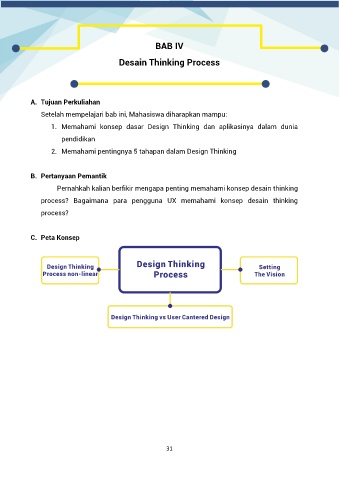 BAB IV
Desain Thinking Process
A. Tujuan Perkuliahan
Setelah mempelajari bab ini, Mahasiswa diharapkan mampu:
1. Memahami konsep dasar Design Thinking dan aplikasinya dalam dunia
pendidikan
2. Memahami pentingnya 5 tahapan dalam Design Thinking
B. Pertanyaan Pemantik
Pernahkah kalian berfikir mengapa penting memahami konsep desain thinking
process? Bagaimana para pengguna UX memahami konsep desain thinking
process?
C. Peta Konsep
Design Thinking
Process non-linear
Design Thinking
Process
Setting
The Vision
Design Thinking vs User Cantered Design
31